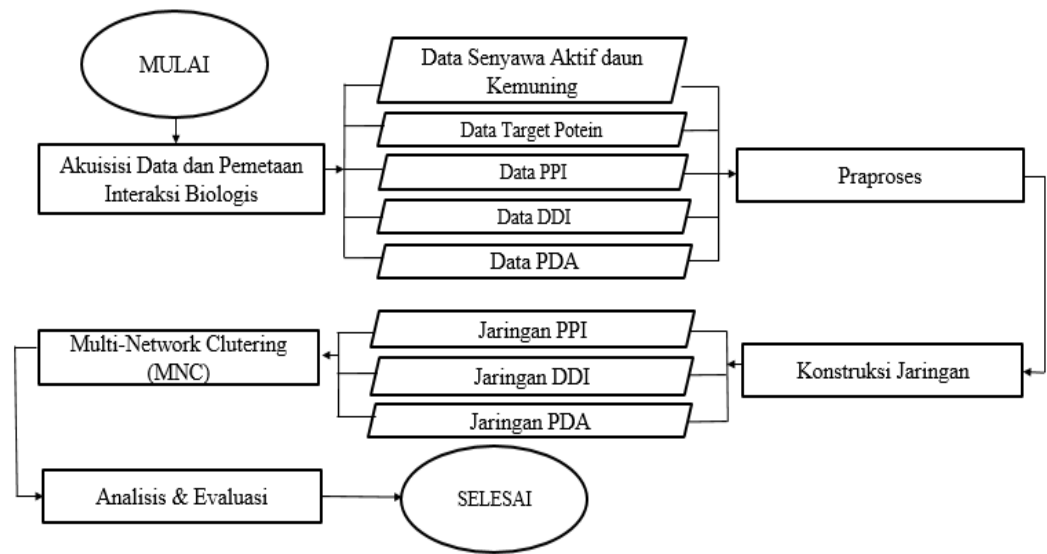 MULAI
Akuisisi Data dan Pemetaan
Interaksi Biologis
Data Senyawa Aktif daun
Kemuning
Data Target Potein
Data PPI
Data DDI
Data PDA
Praproses
Konstruksi Jaringan
Jaringan PPI
Jaringan DDI
Jaringan PDA
Multi-Network Clutering
(MNC)
Analisis & Evaluasi
SELESAI